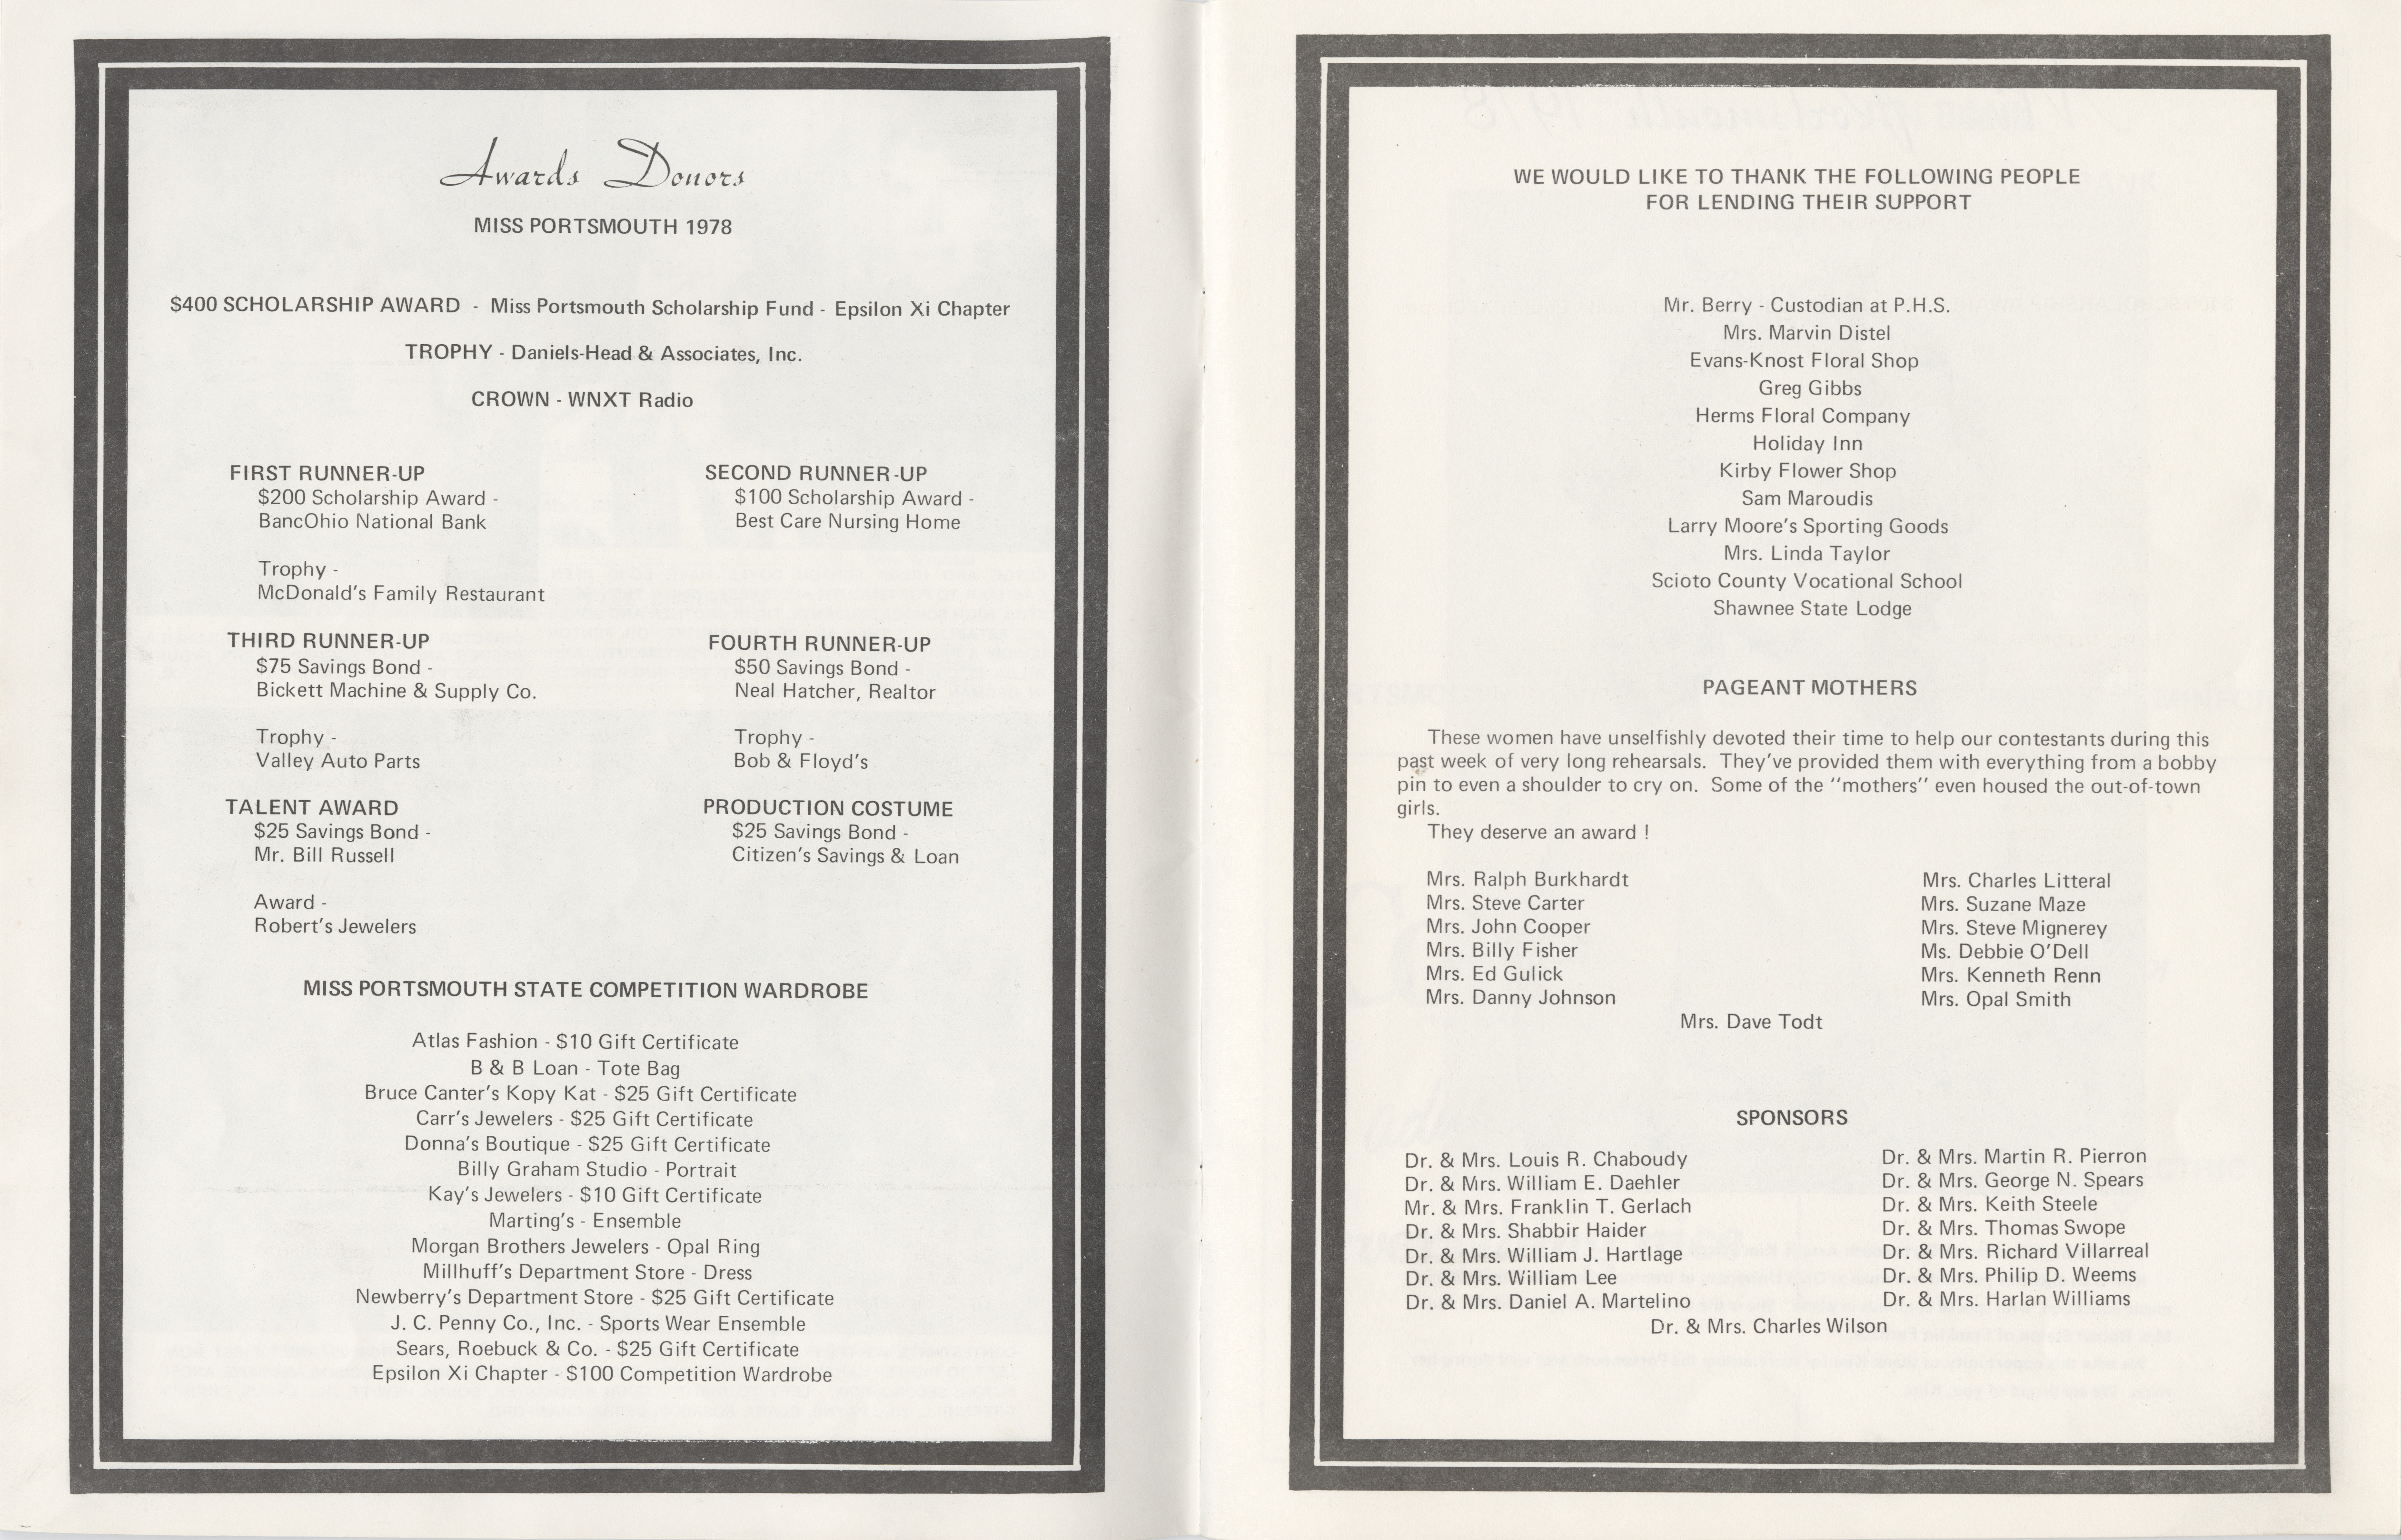 Awards Donors
MISS PORTSMOUTH 1978
$400 SCHOLARSHIP AWARD - Miss Portsmouth Scholarship Fund - Epsilon Xi Chapter
TROPHY - Daniels-Head & Associates, Inc.
CROWN - WNXT Radio
FIRST RUNNER-UP
$200 Scholarship Award -
BancOhio National Bank
Trophy -
McDonald's Family Restaurant
SECOND RUNNER-UP
$100 Scholarship Award -
Best Care Nursing Home
THIRD RUNNER-UP
$75 Savings Bond -
Bickett Machine & Supply Co.
Trophy -
Valley Auto Parts
FOURTH RUNNER-UP
$50 Savings Bond -
Neal Hatcher, Realtor
Trophy -
Bob & Floyd's
TALENT AWARD
$25 Savings Bond -
Mr. Bill Russell
Award -
Robert's Jewelers
PRODUCTION COSTUME
$25 Savings Bond -
Citizen's Savings & Loan
MISS PORTSMOUTH STATE COMPETITION WARDROBE
Atlas Fashion - $10 Gift Certificate
B & B Loan - Tote Bag
Bruce Canter's Kopy Kat - $25 Gift Certificate
Carr's Jewelers - $25 Gift Certificate
Donna's Boutique - $25 Gift Certificate
Billy Graham Studio - Portrait
Kay's Jewelers - $10 Gift Certificate
Marting's - Ensemble
Morgan Brothers Jewelers - Opal Ring
Millhuff's Department Store - Dress
Newberry's Department Store - $25 Gift Certificate
J. C. Penny Co., Inc. - Sports Wear Ensemble
Sears, Roebuck & Co. - $25 Gift Certificate
Epsilon Xi Chapter - $100 Competition Wardrobe
WE WOULD LIKE TO THANK THE FOLLOWING PEOPLE
FOR LENDING THEIR SUPPORT
Mr. Berry - Custodian at P.H.S.
Mrs. Marvin Distel
Evans-Knost Floral Shop
Greg Gibbs
Herms Floral Company
Holiday Inn
Kirby Flower Shop
Sam Maroudis
Larry Moore's Sporting Goods
Mrs. Linda Taylor
Scioto County Vocational School
Shawnee State Lodge
PAGEANT MOTHERS
These women have unselfishly devoted their time to help our contestants during this
past week of very long rehearsals. They've provided them with everything from a bobby
pin to even a shoulder to cry on. Some of the "mothers" even housed the out-of-town
girls.
They deserve an award !
Mrs. Ralph Burkhardt
Mrs. Steve Carter
Mrs. John Cooper
Mrs. Billy Fisher
Mrs. Ed Gulick
Mrs. Danny Johnson
Mrs. Charles Litteral
Mrs. Suzane Maze
Mrs. Steve Mignerey
Ms. Debbie O'Dell
Mrs. Kenneth Renn
Mrs. Opal Smith
Mrs. Dave Todt
SPONSORS
Dr. & Mrs. Louis R. Chaboudy
Dr. & Mrs. William E. Daehler
Mr. & Mrs. Franklin T. Gerlach
Dr. & Mrs. Shabbir Haider
Dr. & Mrs. William J. Hartlage
Dr. & Mrs. William Lee
Dr. & Mrs. Daniel A. Martelino
Dr. & Mrs. Martin R. Pierron
Dr. & Mrs. George N. Spears
Dr. & Mrs. Keith Steele
Dr. & Mrs. Thomas Swope
Dr. & Mrs. Richard Villarreal
Dr. & Mrs. Philip D. Weems
Dr. & Mrs. Harlan Williams
Dr. & Mrs. Charles Wilson